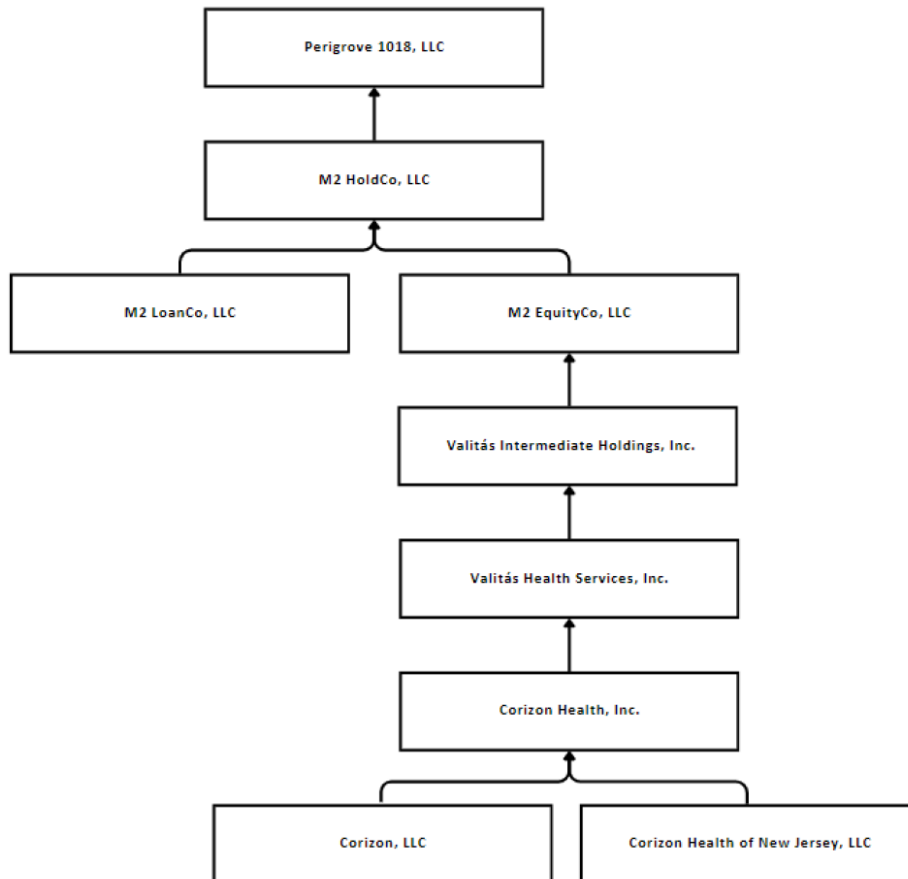 Perigrove 1018, LLC
M2 HoldCo, LLC
M2 LoanCo, LLC
M2 EquityCo, LLC
Valitás Intermediate Holdings, Inc.
Valitás Health Services, Inc.
Corizon Health, Inc.
Corizon, LLC
Corizon Health of New Jersey, LLC